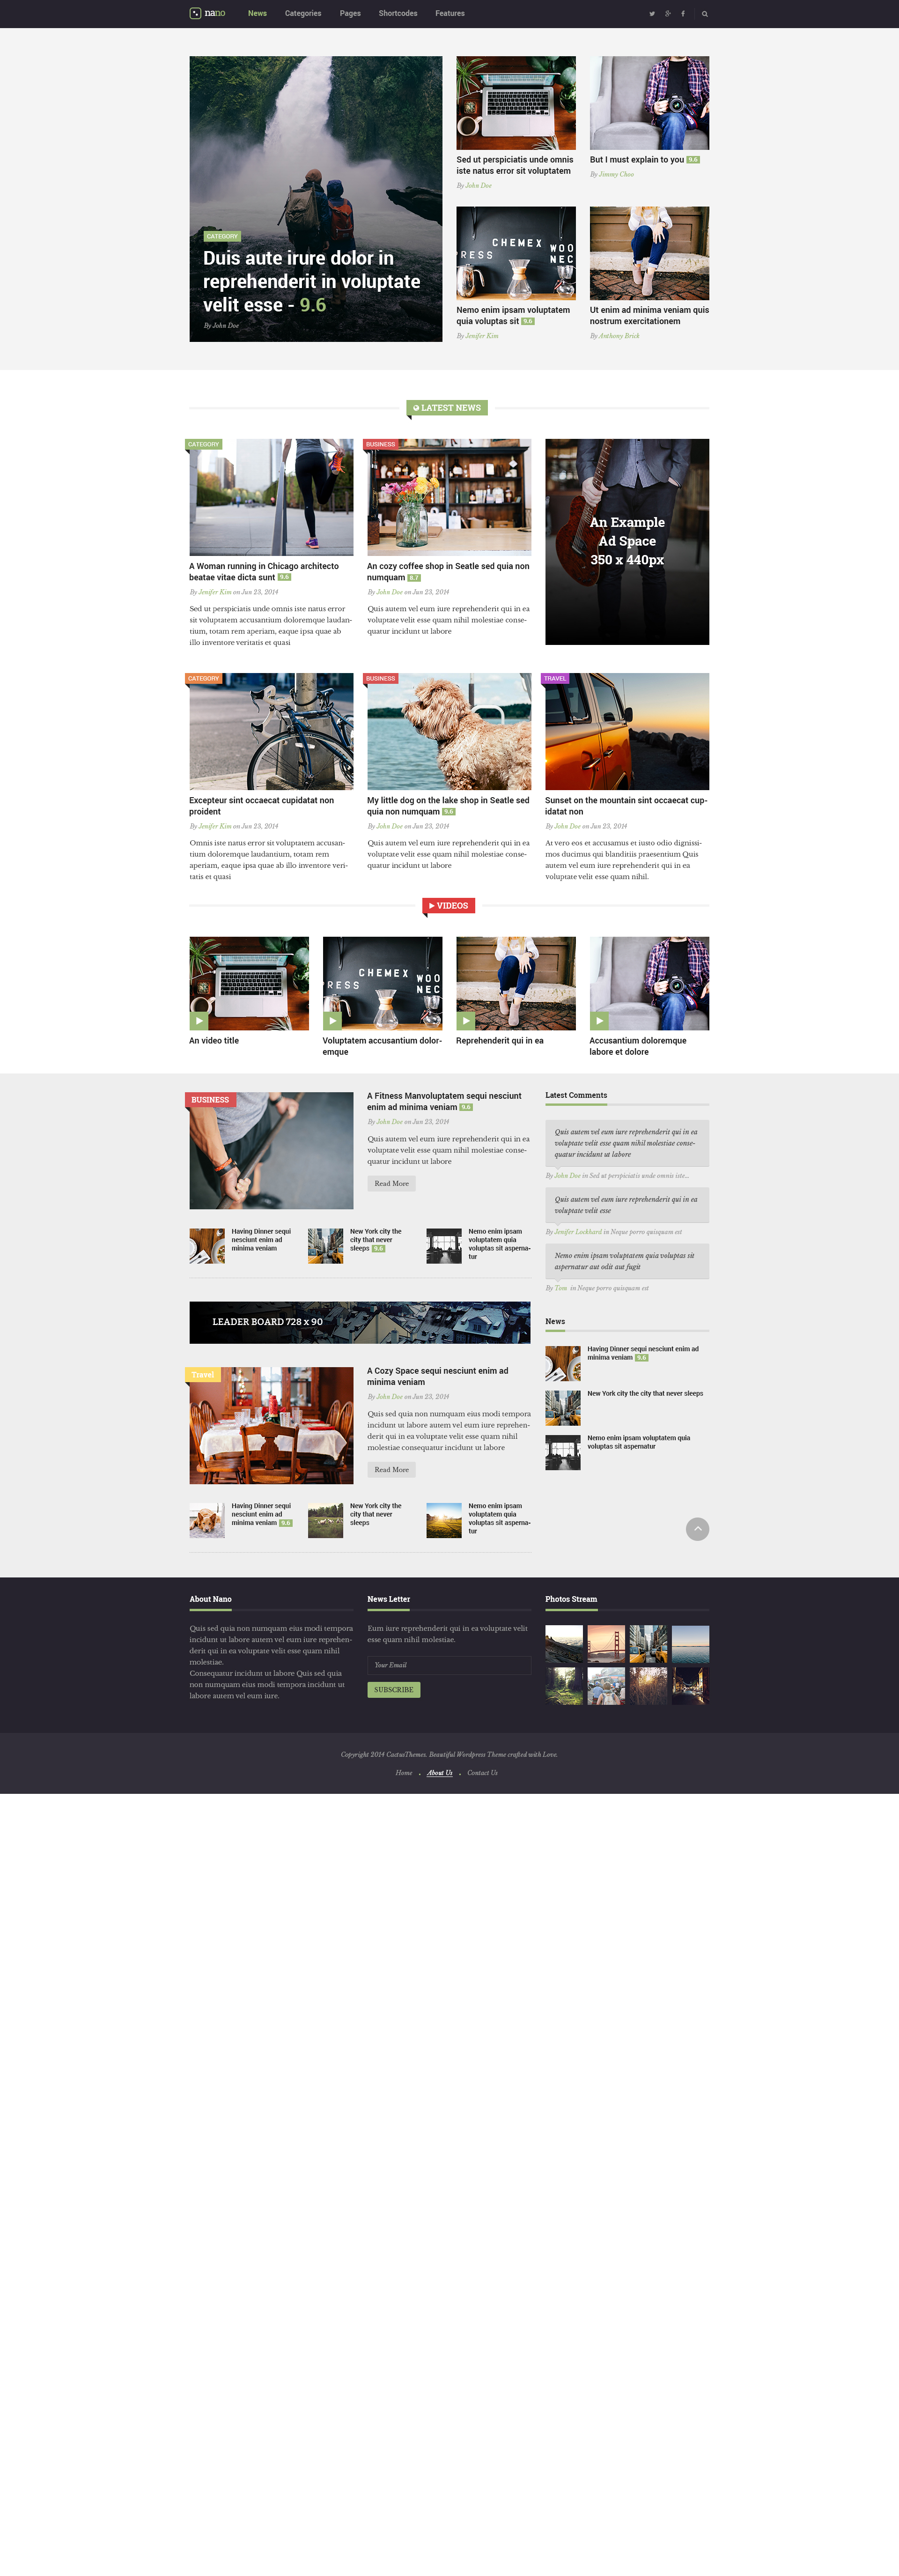 nano
News
Categories
Pages
Shortcodes
Features
CATEGORY
Duis aute irure dolor in
reprehenderit in voluptate
velit esse - 9.6
By John Doe
Sed ut perspiciatis unde omnis
iste natus error sit voluptatem
By John Doe
But I must explain to you 9.6
By Jimmy Choo
PRESS
CHEMEX
WOO
NEC
Nemo enim ipsam voluptatem
quia voluptas sit 9.6
By Jenifer Kim
Ut enim ad minima veniam quis
nostrum exercitationem
By Anthony Brick
LATEST NEWS
CATEGORY
A Woman running in Chicago architecto
beatae vitae dicta sunt 9.6
By Jenifer Kim on Jun 23, 2014
Sed ut perspiciatis unde omnis iste natus error
sit voluptatem accusantium doloremque laudan-
tium, totam rem aperiam, eaque ipsa quae ab
illo inventore veritatis et quasi
BUSINESS
An cozy coffee shop in Seatle sed quia non
numquam 8.7
By John Doe on Jun 23, 2014
Quis autem vel eum iure reprehenderit qui in ea
voluptate velit esse quam nihil molestiae conse-
quatur incidunt ut labore
An Example
Ad Space
350 x 440px
CATEGORY
Excepteur sint occaecat cupidatat non
proident
By Jenifer Kim on Jun 23, 2014
Omnis iste natus error sit voluptatem accusan-
tium doloremque laudantium, totam rem
aperiam, eaque ipsa quae ab illo inventore veri-
tatis et quasi
BUSINESS
My little dog on the lake shop in Seatle sed
quia non numquam 9.6
By John Doe on Jun 23, 2014
Quis autem vel eum iure reprehenderit qui in ea
voluptate velit esse quam nihil molestiae conse-
quatur incidunt ut labore
TRAVEL
Sunset on the mountain sint occaecat cup-
idatat non
By John Doe on Jun 23, 2014
At vero eos et accusamus et iusto odio dignissi-
mos ducimus qui blanditiis praesentium Quis
autem vel eum iure reprehenderit qui in ea
voluptate velit esse quam nihil.
VIDEOS
An video title
PRESS
CHEMEX
WOO
NEC
Voluptatem accusantium dolor-
emque
Reprehenderit qui in ea
Accusantium doloremque
labore et dolore
BUSINESS
A Fitness Manvoluptatem sequi nesciunt
enim ad minima veniam 9.6
By John Doe on Jun 23, 2014
Quis autem vel eum iure reprehenderit qui in ea
voluptate velit esse quam nihil molestiae conse-
quatur incidunt ut labore
Read More
Having Dinner sequi
nesciunt enim ad
minima veniam
New York city the
city that never
sleeps 9.6
Nemo enim ipsam
voluptatem quia
voluptas sit asperna-
tur
LEADER BOARD 728 x 90
Travel
A Cozy Space sequi nesciunt enim ad
minima veniam
By John Doe on Jun 23, 2014
Quis sed quia non numquam eius modi tempora
incidunt ut labore autem vel eum iure reprehen-
derit qui in ea voluptate velit esse quam nihil
molestiae consequatur incidunt ut labore
Read More
Having Dinner sequi
nesciunt enim ad
minima veniam 9.6
New York city the
city that never
sleeps
Nemo enim ipsam
voluptatem quia
voluptas sit asperna-
tur
Latest Comments
Quis autem vel eum iure reprehenderit qui in ea
voluptate velit esse quam nihil molestiae conse-
quatur incidunt ut labore
By John Doe in Sed ut perspiciatis unde omnis iste...
Quis autem vel eum iure reprehenderit qui in ea
voluptate velit esse
By Jenifer Lockhard in Neque porro quisquam est
Nemo enim ipsam voluptatem quia voluptas sit
aspernatur aut odit aut fugit
By Tom in Neque porro quisquam est
News
Having Dinner sequi nesciunt enim ad
minima veniam 9.6
New York city the city that never sleeps
Nemo enim ipsam voluptatem quia
voluptas sit aspernatur
About Nano
Quis sed quia non numquam eius modi tempora
incidunt ut labore autem vel eum iure reprehen-
derit qui in ea voluptate velit esse quam nihil
molestiae.
Consequatur incidunt ut labore Quis sed quia
non numquam eius modi tempora incidunt ut
labore autem vel eum iure.
News Letter
Eum iure reprehenderit qui in ea voluptate velit
esse quam nihil molestiae.
Your Email
SUBSCRIBE
Photos Stream
Copyright 2014 CactusThemes. Beautiful Wordpress Theme crafted with Love.
Home . About Us . Contact Us